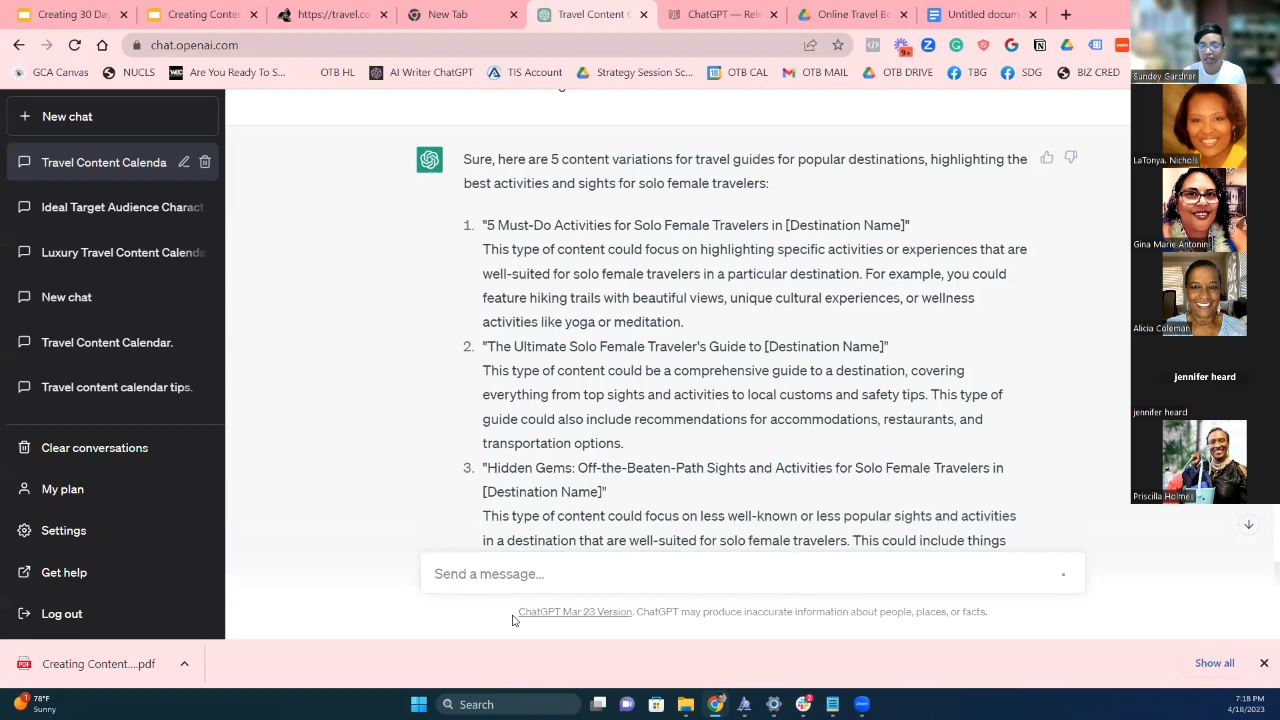 Creating Conten
Creating 30 Day
https://travel.co
New Tab
Travel Content C
ChatGPT — Rele
Online Travel Bo
Untitled docum
chat.openai.com
9+
GCA Canvas
NUCLS
Are You Ready To S...
OTB HL
AI Writer ChatGPT
TIS Account
Strategy Session Sc...
OTB CAL
OTB MAIL
OTB DRIVE
TBG
SDG
BIZ CRED
New chat
Travel Content Calenda
Ideal Target Audience Charact
Luxury Travel Content Calenda
New chat
Travel Content Calendar.
Travel content calendar tips.
Clear conversations
My plan
Settings
Get help
Log out
Sure, here are 5 content variations for travel guides for popular destinations, highlighting the
best activities and sights for solo female travelers:
1. "5 Must-Do Activities for Solo Female Travelers in [Destination Name]"
This type of content could focus on highlighting specific activities or experiences that are
well-suited for solo female travelers in a particular destination. For example, you could
feature hiking trails with beautiful views, unique cultural experiences, or wellness
activities like yoga or meditation.
2. "The Ultimate Solo Female Traveler's Guide to [Destination Name]"
This type of content could be a comprehensive guide to a destination, covering
everything from top sights and activities to local customs and safety tips. This type of
guide could also include recommendations for accommodations, restaurants, and
transportation options.
3. "Hidden Gems: Off-the-Beaten-Path Sights and Activities for Solo Female Travelers in
[Destination Name]"
This type of content could focus on less well-known or less popular sights and activities
in a destination that are well-suited for solo female travelers. This could include things
Send a message...
ChatGPT Mar 23 Version. ChatGPT may produce inaccurate information about people, places, or facts.
Sundey Gardner
LaTonya. Nichols
Gina Marie Antonini
Alicia Coleman
jennifer heard
jennifer heard
Priscilla Holmes
Creating Content....pdf
Show all
78°F
Sunny
Search
7:18 PM
4/18/2023